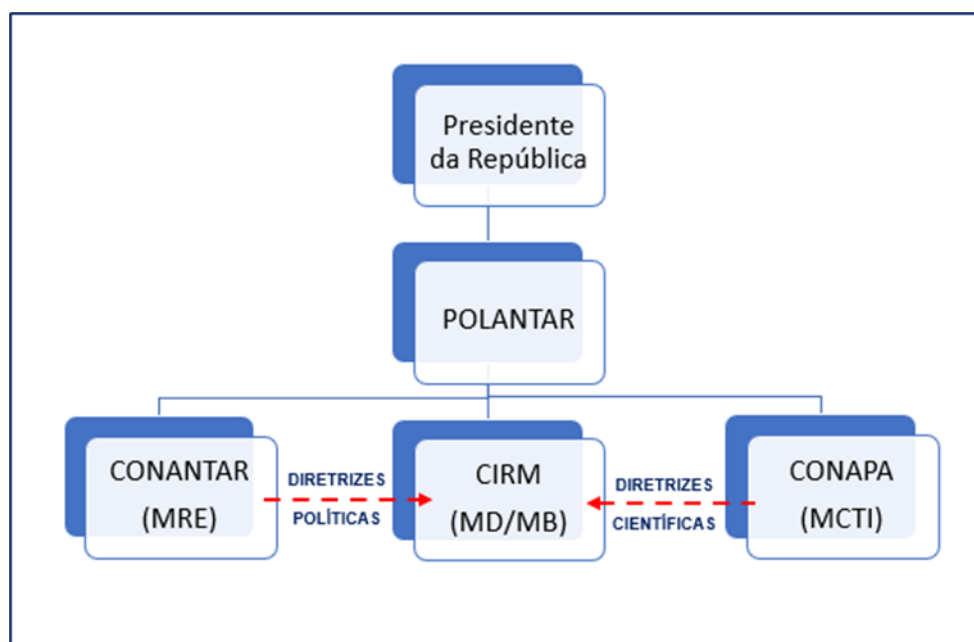 Presidente
da República
POLANTAR
CONANTAR
(MRE)
DIRETRIZES
POLÍTICAS
CIRM
(MD/MB)
DIRETRIZES
CIENTÍFICAS
CONAPA
(MCTI)